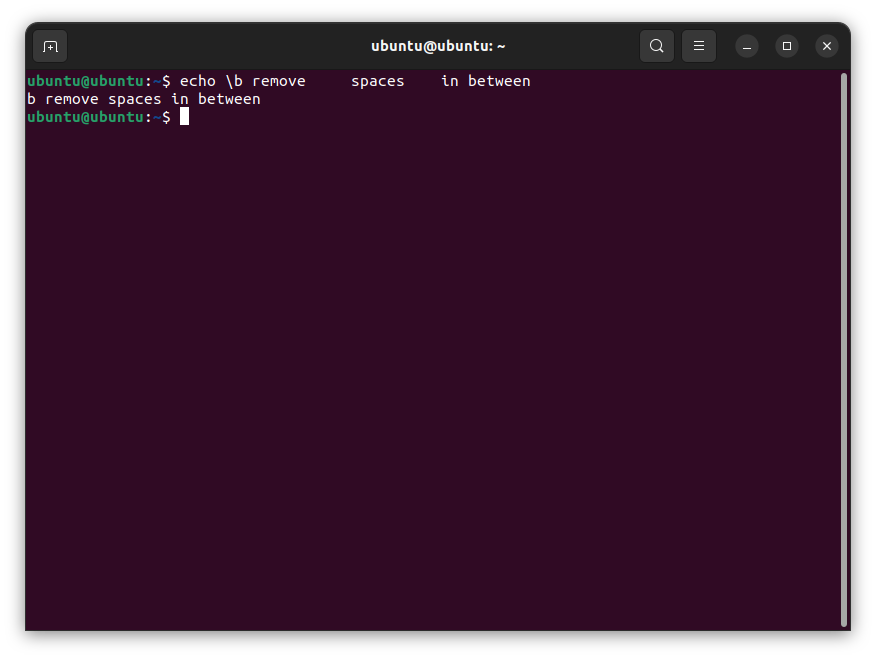 ubuntu@ubuntu: ~
ubuntu@ubuntu:~$ echo \b remove     spaces    in between
b remove spaces in between
ubuntu@ubuntu:~$